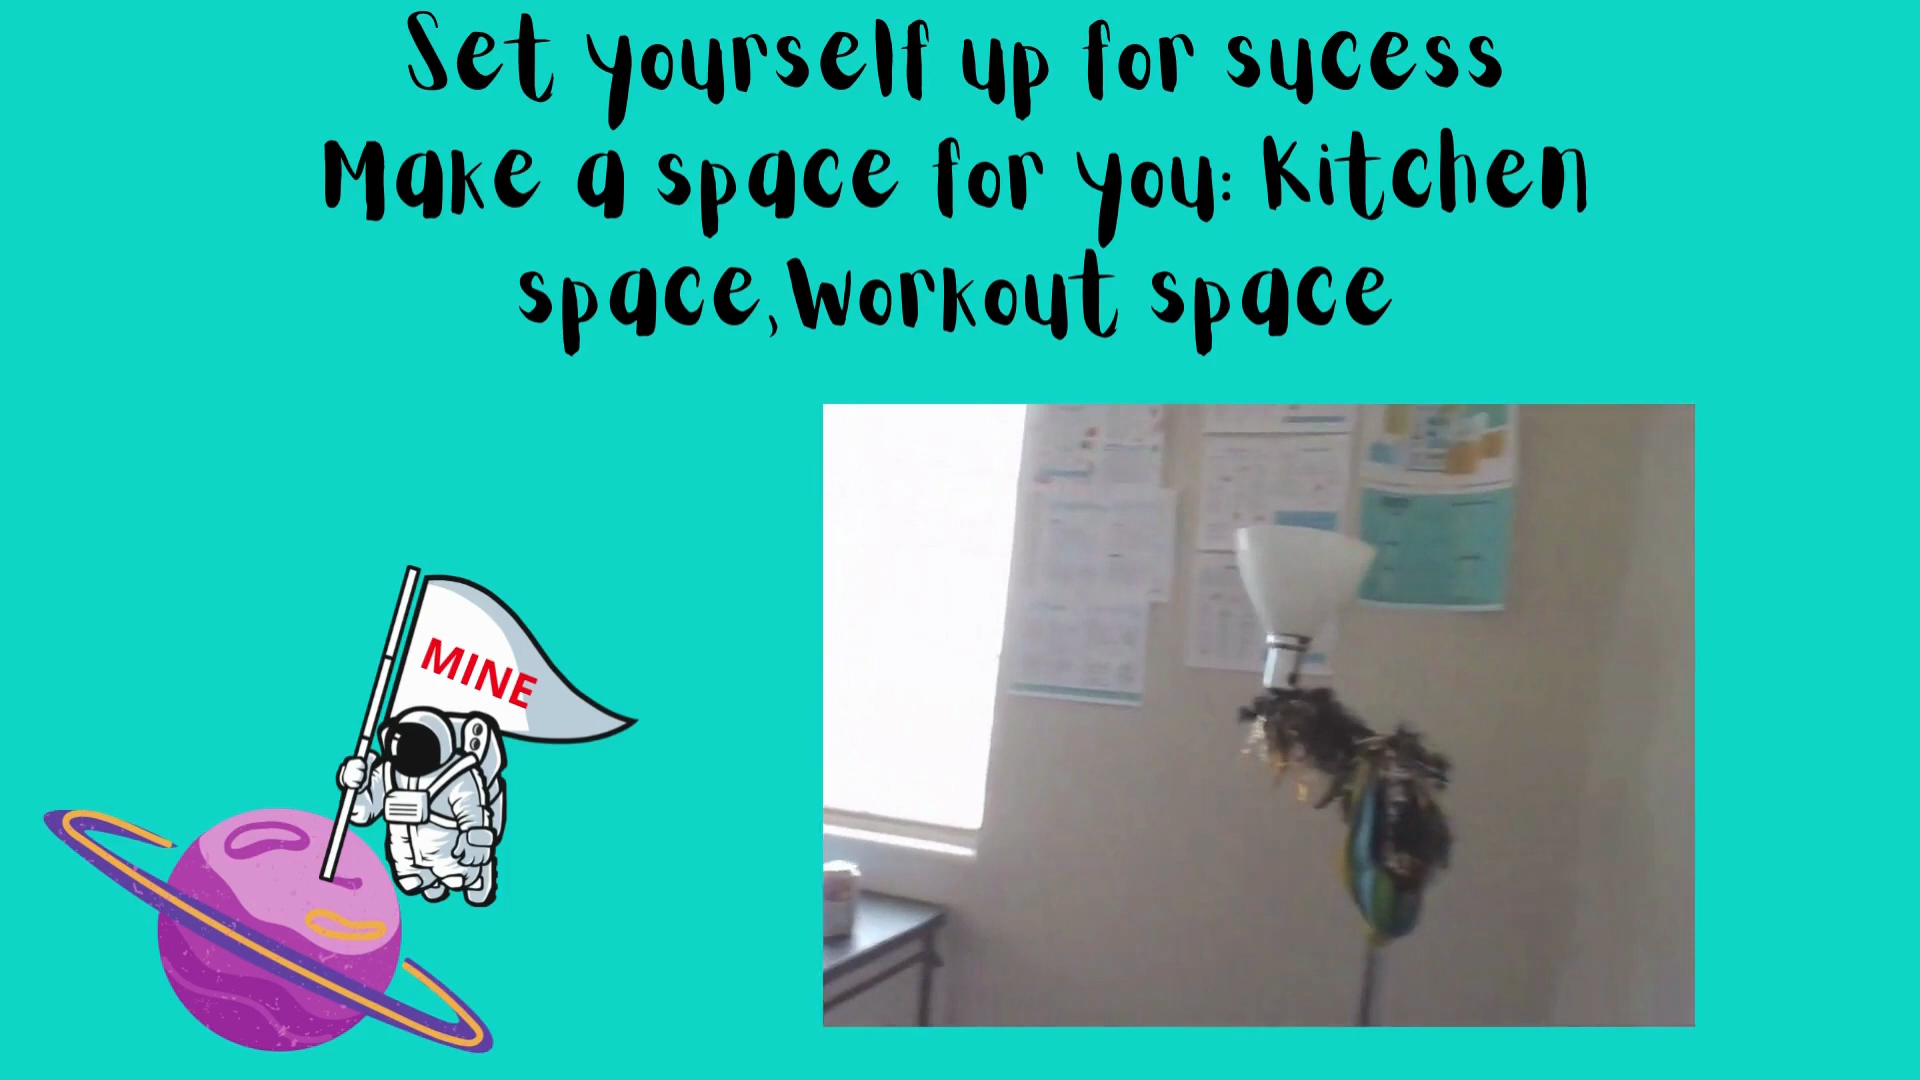 Set yourself up for sucess
Make a space for you: Kitchen
space,Workout space
MINE